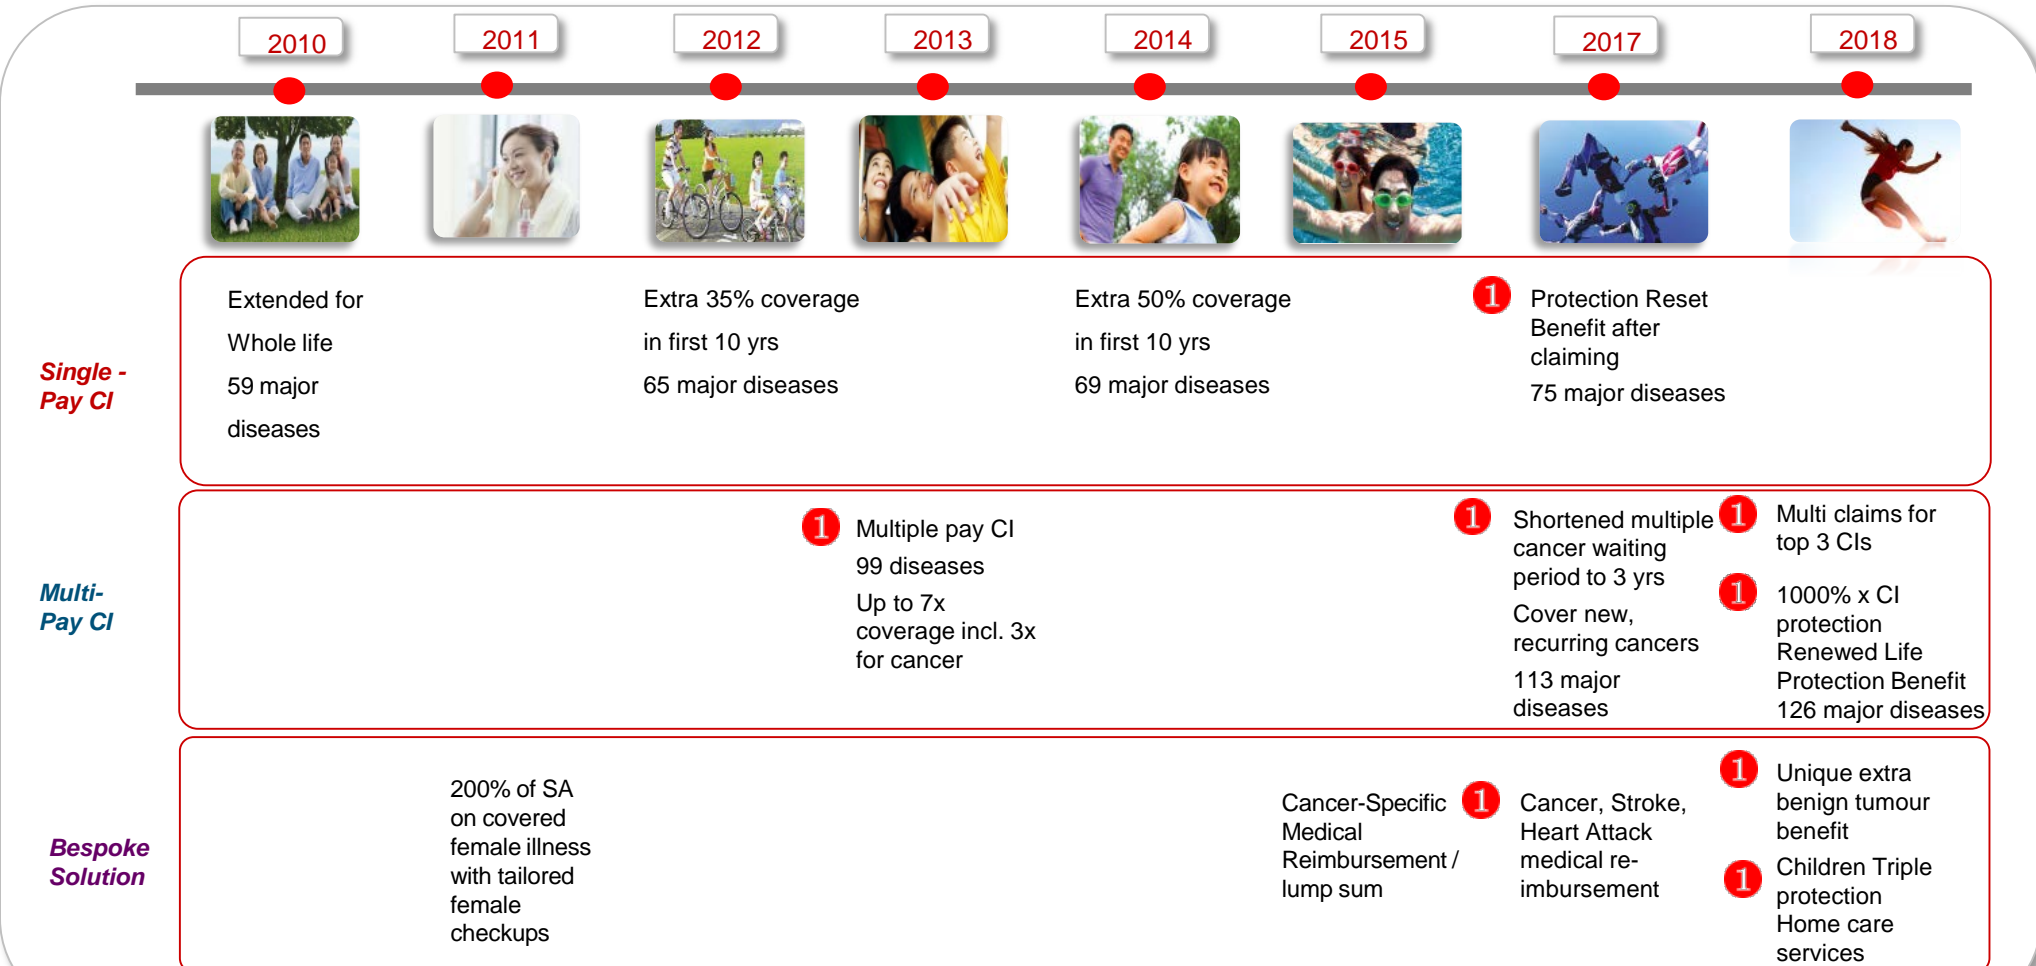 2010
2011
2012
2013
2014
2015
2017
2018
Single -
Pay CI
Extended for
Whole life
59 major
diseases
Extra 35% coverage
in first 10 yrs
65 major diseases
Extra 50% coverage
in first 10 yrs
69 major diseases
1
Protection Reset
Benefit after
claiming
75 major diseases
Multi-
Pay CI
1
Multiple pay CI
99 diseases
Up to 7x
coverage incl. 3x
for cancer
1
Shortened multiple
cancer waiting
period to 3 yrs
Cover new,
recurring cancers
113 major
diseases
1
Multi claims for
top 3 CIs
1
1000% x CI
protection
Renewed Life
Protection Benefit
126 major diseases
Bespoke
Solution
200% of SA
on covered
female illness
with tailored
female
checkups
Cancer-Specific
Medical
Reimbursement /
lump sum
1
Cancer, Stroke,
Heart Attack
medical re-
imbursement
1
Unique extra
benign tumour
benefit
1
Children Triple
protection
Home care
services